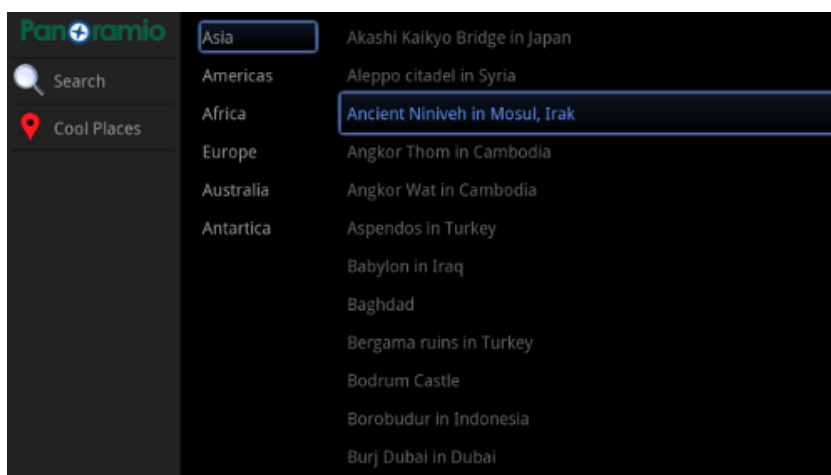 Panoramio
Search
Cool Places
Asia
Americas
Africa
Europe
Australia
Antartica
Akashi Kaikyo Bridge in Japan
Aleppo citadel in Syria
Ancient Niniveh in Mosul, Irak
Angkor Thom in Cambodia
Angkor Wat in Cambodia
Aspendos in Turkey
Babylon in Iraq
Baghdad
Bergama ruins in Turkey
Bodrum Castle
Borobudur in Indonesia
Burj Dubai in Dubai